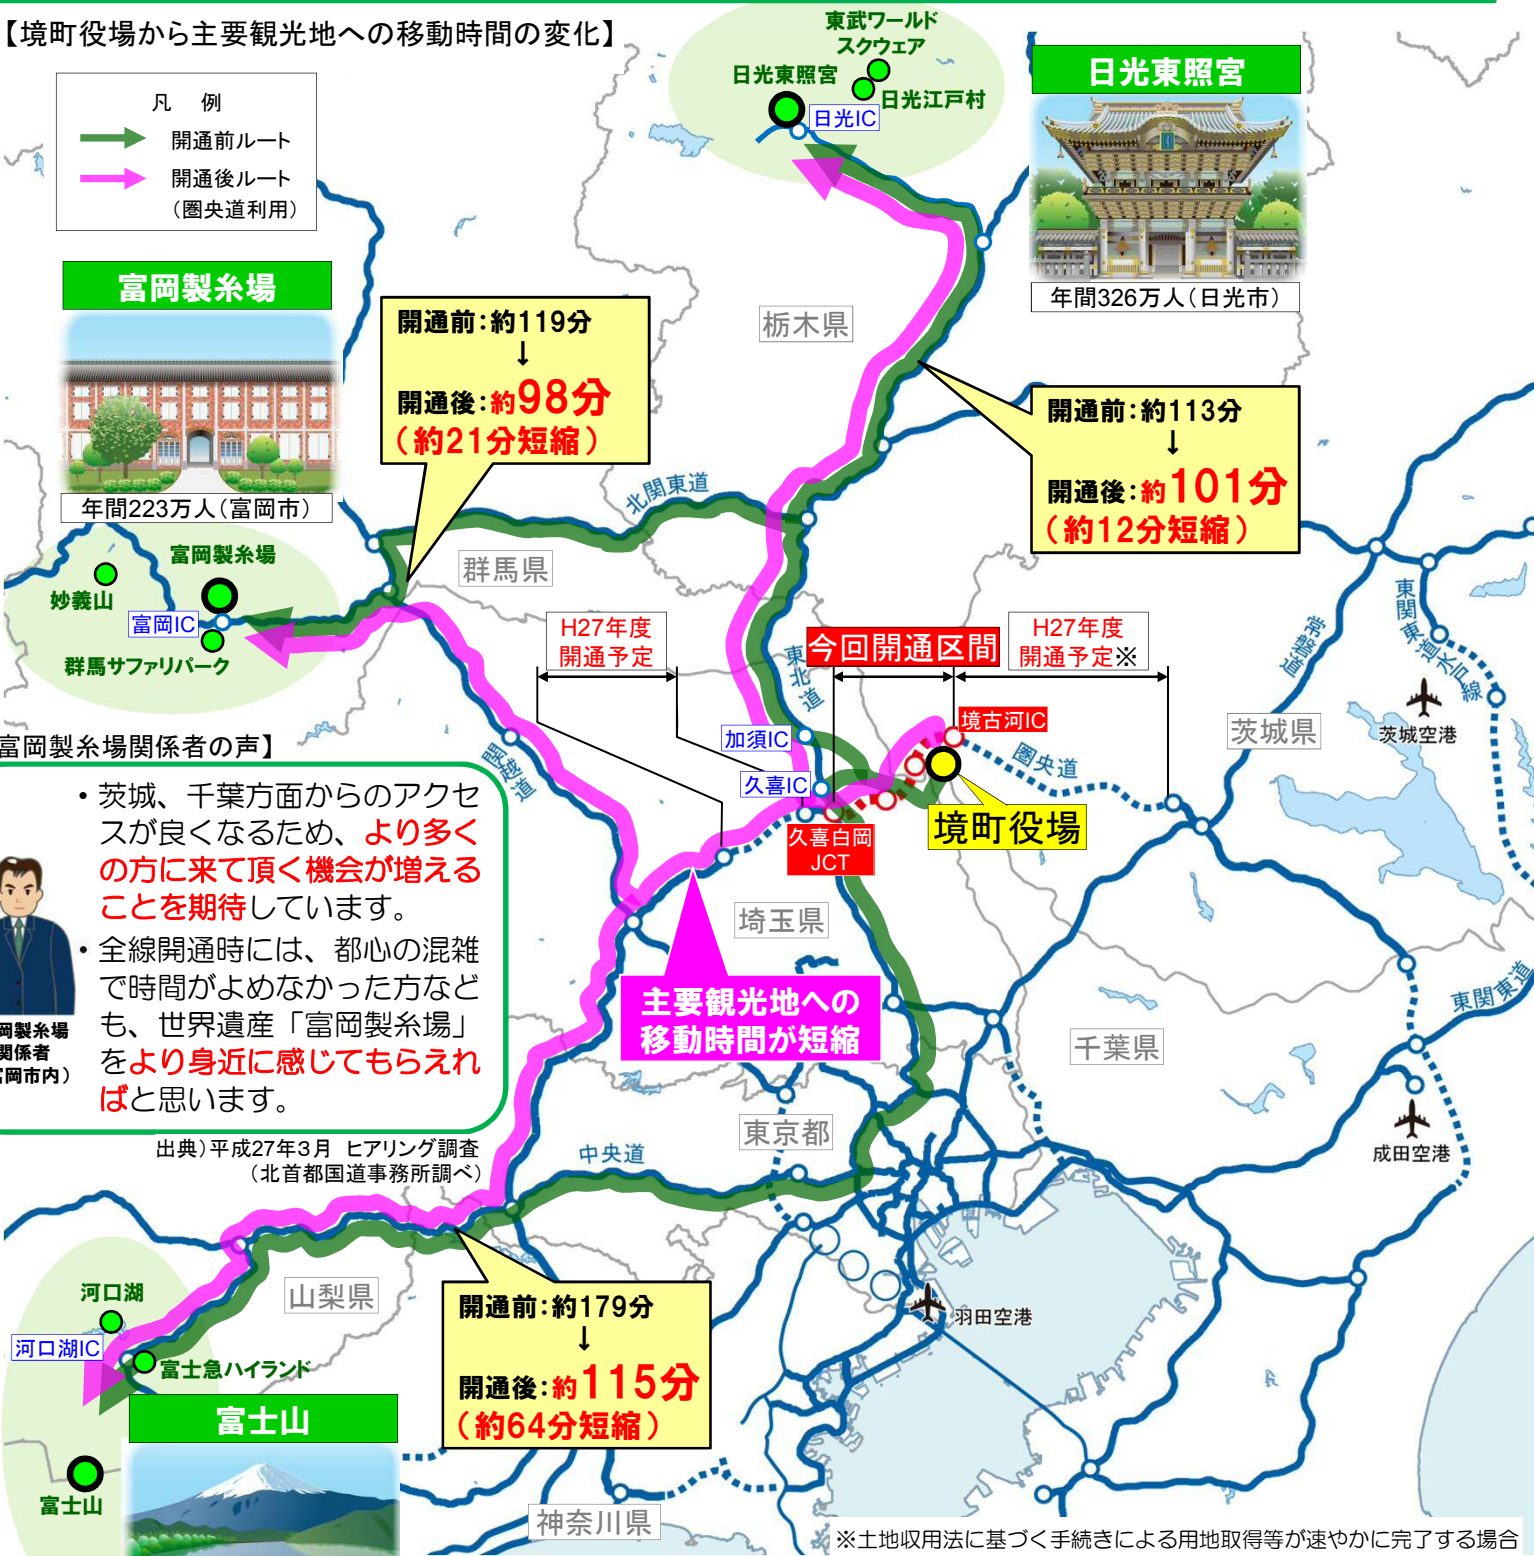 【境町役場から主要観光地への移動時間の変化】
凡 例
開通前ルート
開通後ルート
(圏央道利用)
東武ワールド
スクウェア
日光東照宮
日光江戸村
日光IC
日光東照宮
年間326万人(日光市)
富岡製糸場
年間223万人(富岡市)
開通前:約119分
↓
開通後:約98分
(約21分短縮)
栃木県
開通前:約113分
↓
開通後:約101分
(約12分短縮)
北関東道
群馬県
富岡製糸場
妙義山
富岡IC
群馬サファリパーク
H27年度
開通予定
今回開通区間
H27年度
開通予定※
東北道
常磐道
東関東道水戸線
境古河IC
加須IC
久喜IC
圏央道
茨城県
茨城空港
関越道
境町役場
久喜白岡
JCT
富岡製糸場関係者の声】
・茨城、千葉方面からのアクセ
スが良くなるため、より多く
の方に来て頂く機会が増える
ことを期待しています。
・全線開通時には、都心の混雑
で時間がよめなかった方など
も、世界遺産「富岡製糸場」
をより身近に感じてもらえれ
ばと思います。
岡製糸場
関係者
富岡市内)
出典)平成27年3月 ヒアリング調査
(北首都国道事務所調べ)
埼玉県
主要観光地への
移動時間が短縮
東関東道
千葉県
東京都
成田空港
中央道
山梨県
河口湖
河口湖IC
富士急ハイランド
開通前:約179分
↓
開通後:約115分
(約64分短縮)
羽田空港
富士山
富士山
神奈川県
※土地収用法に基づく手続きによる用地取得等が速やかに完了する場合